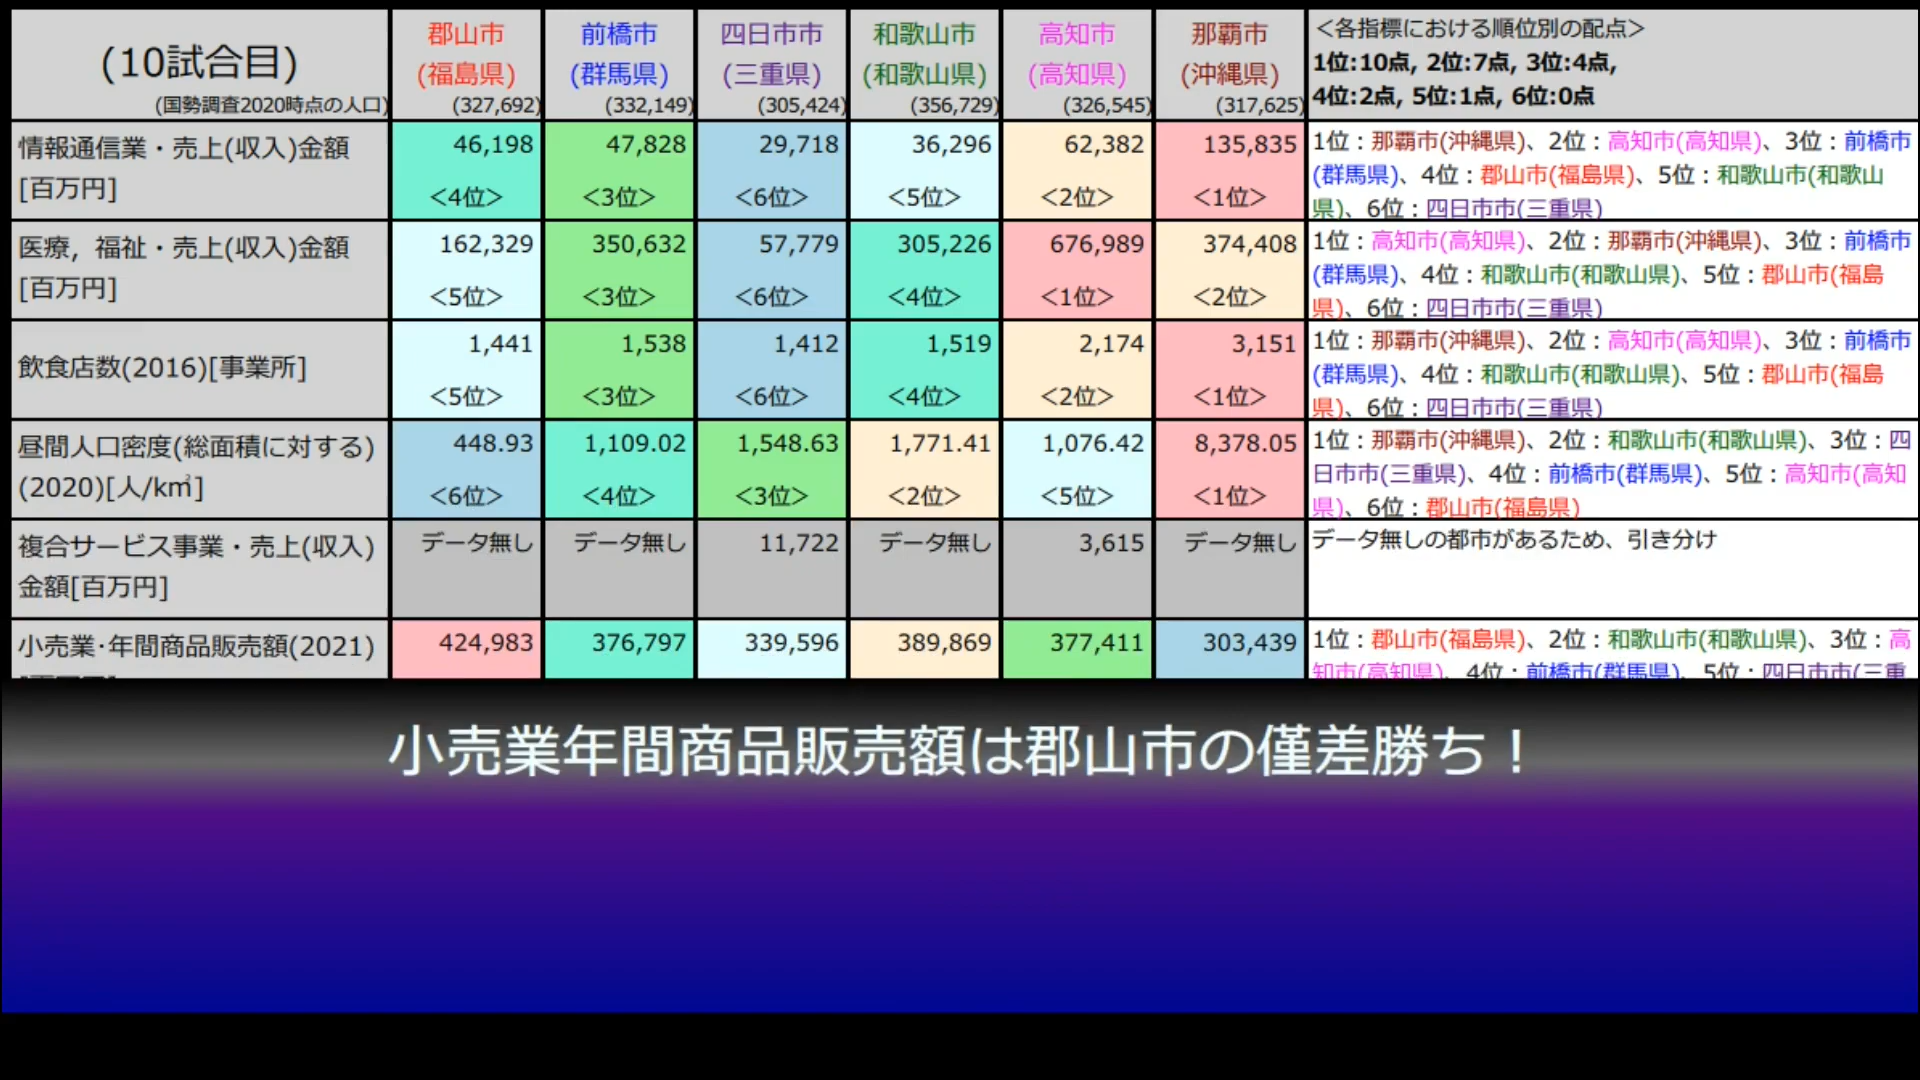 (10試合目)
(国勢調査2020時点の人口)
郡山市
(福島県)
(327,692)
前橋市
(群馬県)
(332,149)
四日市市
(三重県)
(305,424)
和歌山市
(和歌山県)
(356,729)
高知市
(高知県)
(326,545)
那覇市
(沖縄県)
(317,625)
＜各指標における順位別の配点＞
1位:10点, 2位:7点, 3位:4点,
4位:2点, 5位:1点, 6位:0点
情報通信業・売上(収入)金額
[百万円]
46,198
<4位>
47,828
<3位>
29,718
<6位>
36,296
<5位>
62,382
<2位>
135,835
<1位>
1位：那覇市(沖縄県)、2位：高知市(高知県)、3位：前橋市
(群馬県)、4位：郡山市(福島県)、5位：和歌山市(和歌山
県)、6位：四日市市(三重県)
医療，福祉・売上(収入)金額
[百万円]
162,329
<5位>
350,632
<3位>
57,779
<6位>
305,226
<4位>
676,989
<1位>
374,408
<2位>
1位：高知市(高知県)、2位：那覇市(沖縄県)、3位：前橋市
(群馬県)、4位：和歌山市(和歌山県)、5位：郡山市(福島
県)、6位：四日市市(三重県)
飲食店数(2016)[事業所]
1,441
<5位>
1,538
<3位>
1,412
<6位>
1,519
<4位>
2,174
<2位>
3,151
<1位>
1位：那覇市(沖縄県)、2位：高知市(高知県)、3位：前橋市
(群馬県)、4位：和歌山市(和歌山県)、5位：郡山市(福島
県)、6位：四日市市(三重県)
昼間人口密度(総面積に対する)
(2020)[人/k㎡]
448.93
<6位>
1,109.02
<4位>
1,548.63
<3位>
1,771.41
<2位>
1,076.42
<5位>
8,378.05
<1位>
1位：那覇市(沖縄県)、2位：和歌山市(和歌山県)、3位：四
日市市(三重県)、4位：前橋市(群馬県)、5位：高知市(高知
県)、6位：郡山市(福島県)
複合サービス事業・売上(収入)
金額[百万円]
データ無し
データ無し
11,722
データ無し
3,615
データ無し
データ無しの都市があるため、引き分け
小売業･年間商品販売額(2021)
424,983
376,797
339,596
389,869
377,411
303,439
1位：郡山市(福島県)、2位：和歌山市(和歌山県)、3位：高
知市(高知県)、4位：前橋市(群馬県)、5位：四日市市(三重
小売業年間商品販売額は郡山市の僅差勝ち！